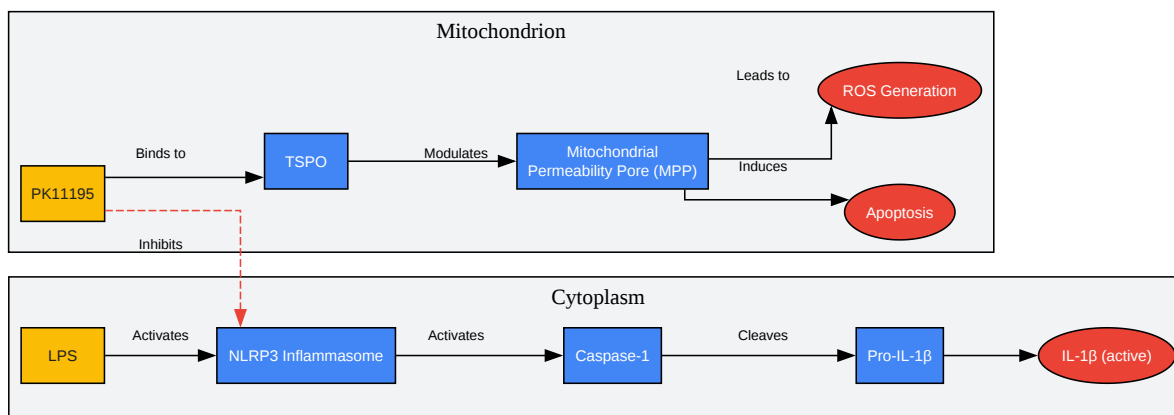 Mitochondrion
Leads to
ROS Generation
Binds to
TSPO
Modulates
Mitochondrial
Permeability Pore (MPP)
Induces
PK11195
Apoptosis
Inhibits
Cytoplasm
LPS
Activates
NLRP3 Inflammasome
Activates
Caspase-1
Cleaves
Pro-IL-1β
IL-1β (active)